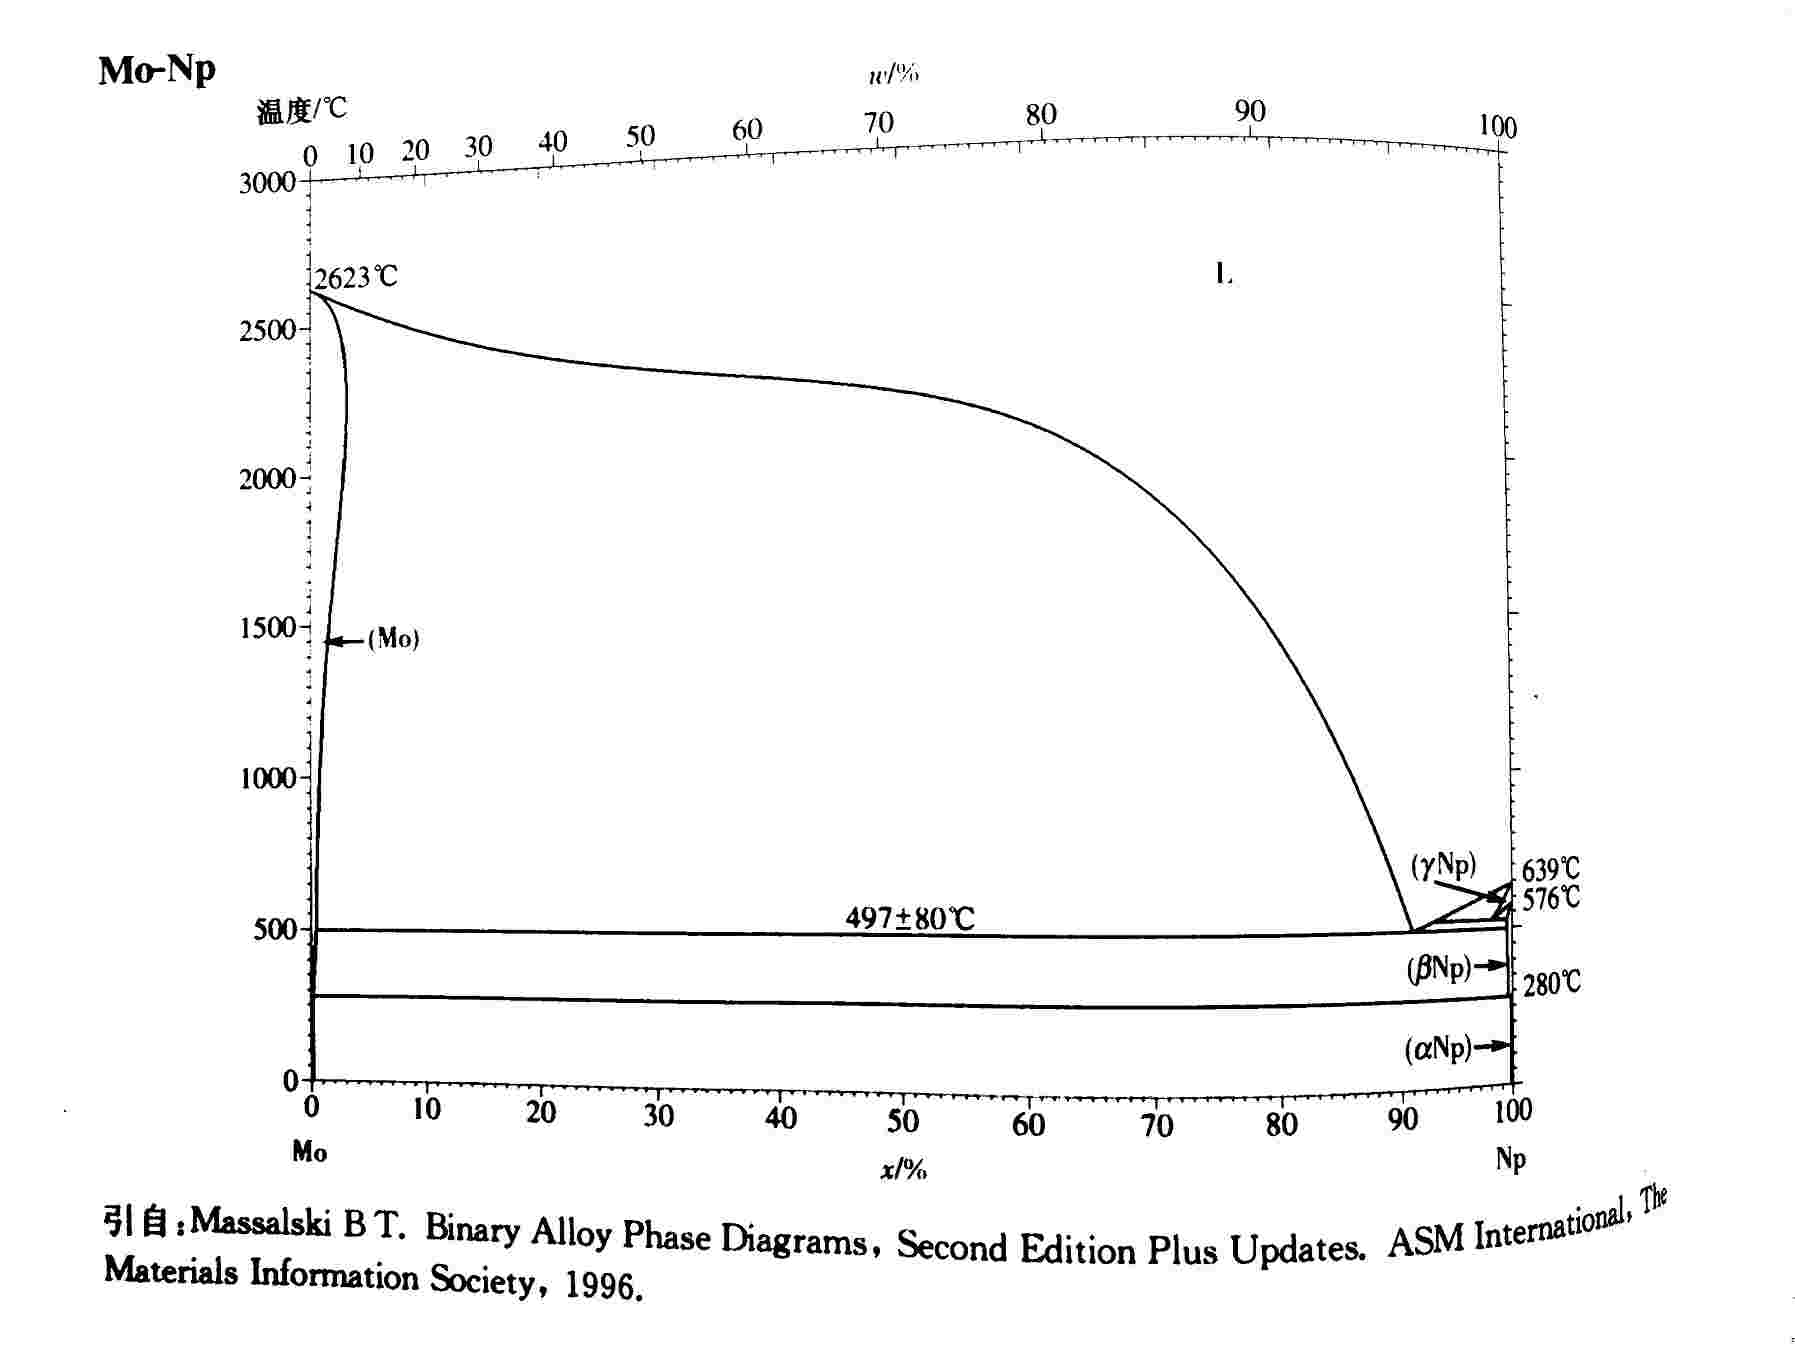 Mo-Np
w/%
温度/℃
0 10 20 30 40 50 60 70 80 90 100
3000
2623℃
L
2500
2000
1500
(Mo)
1000
(γNp)
639℃
576℃
497±80℃
500
(βNp)
280℃
(αNp)
0
0 10 20 30 40 50 60 70 80 90 100
Mo
x/%
Np
引自:Massalski B T. Binary Alloy Phase Diagrams, Second Edition Plus Updates. ASM International, The
Materials Information Society, 1996.